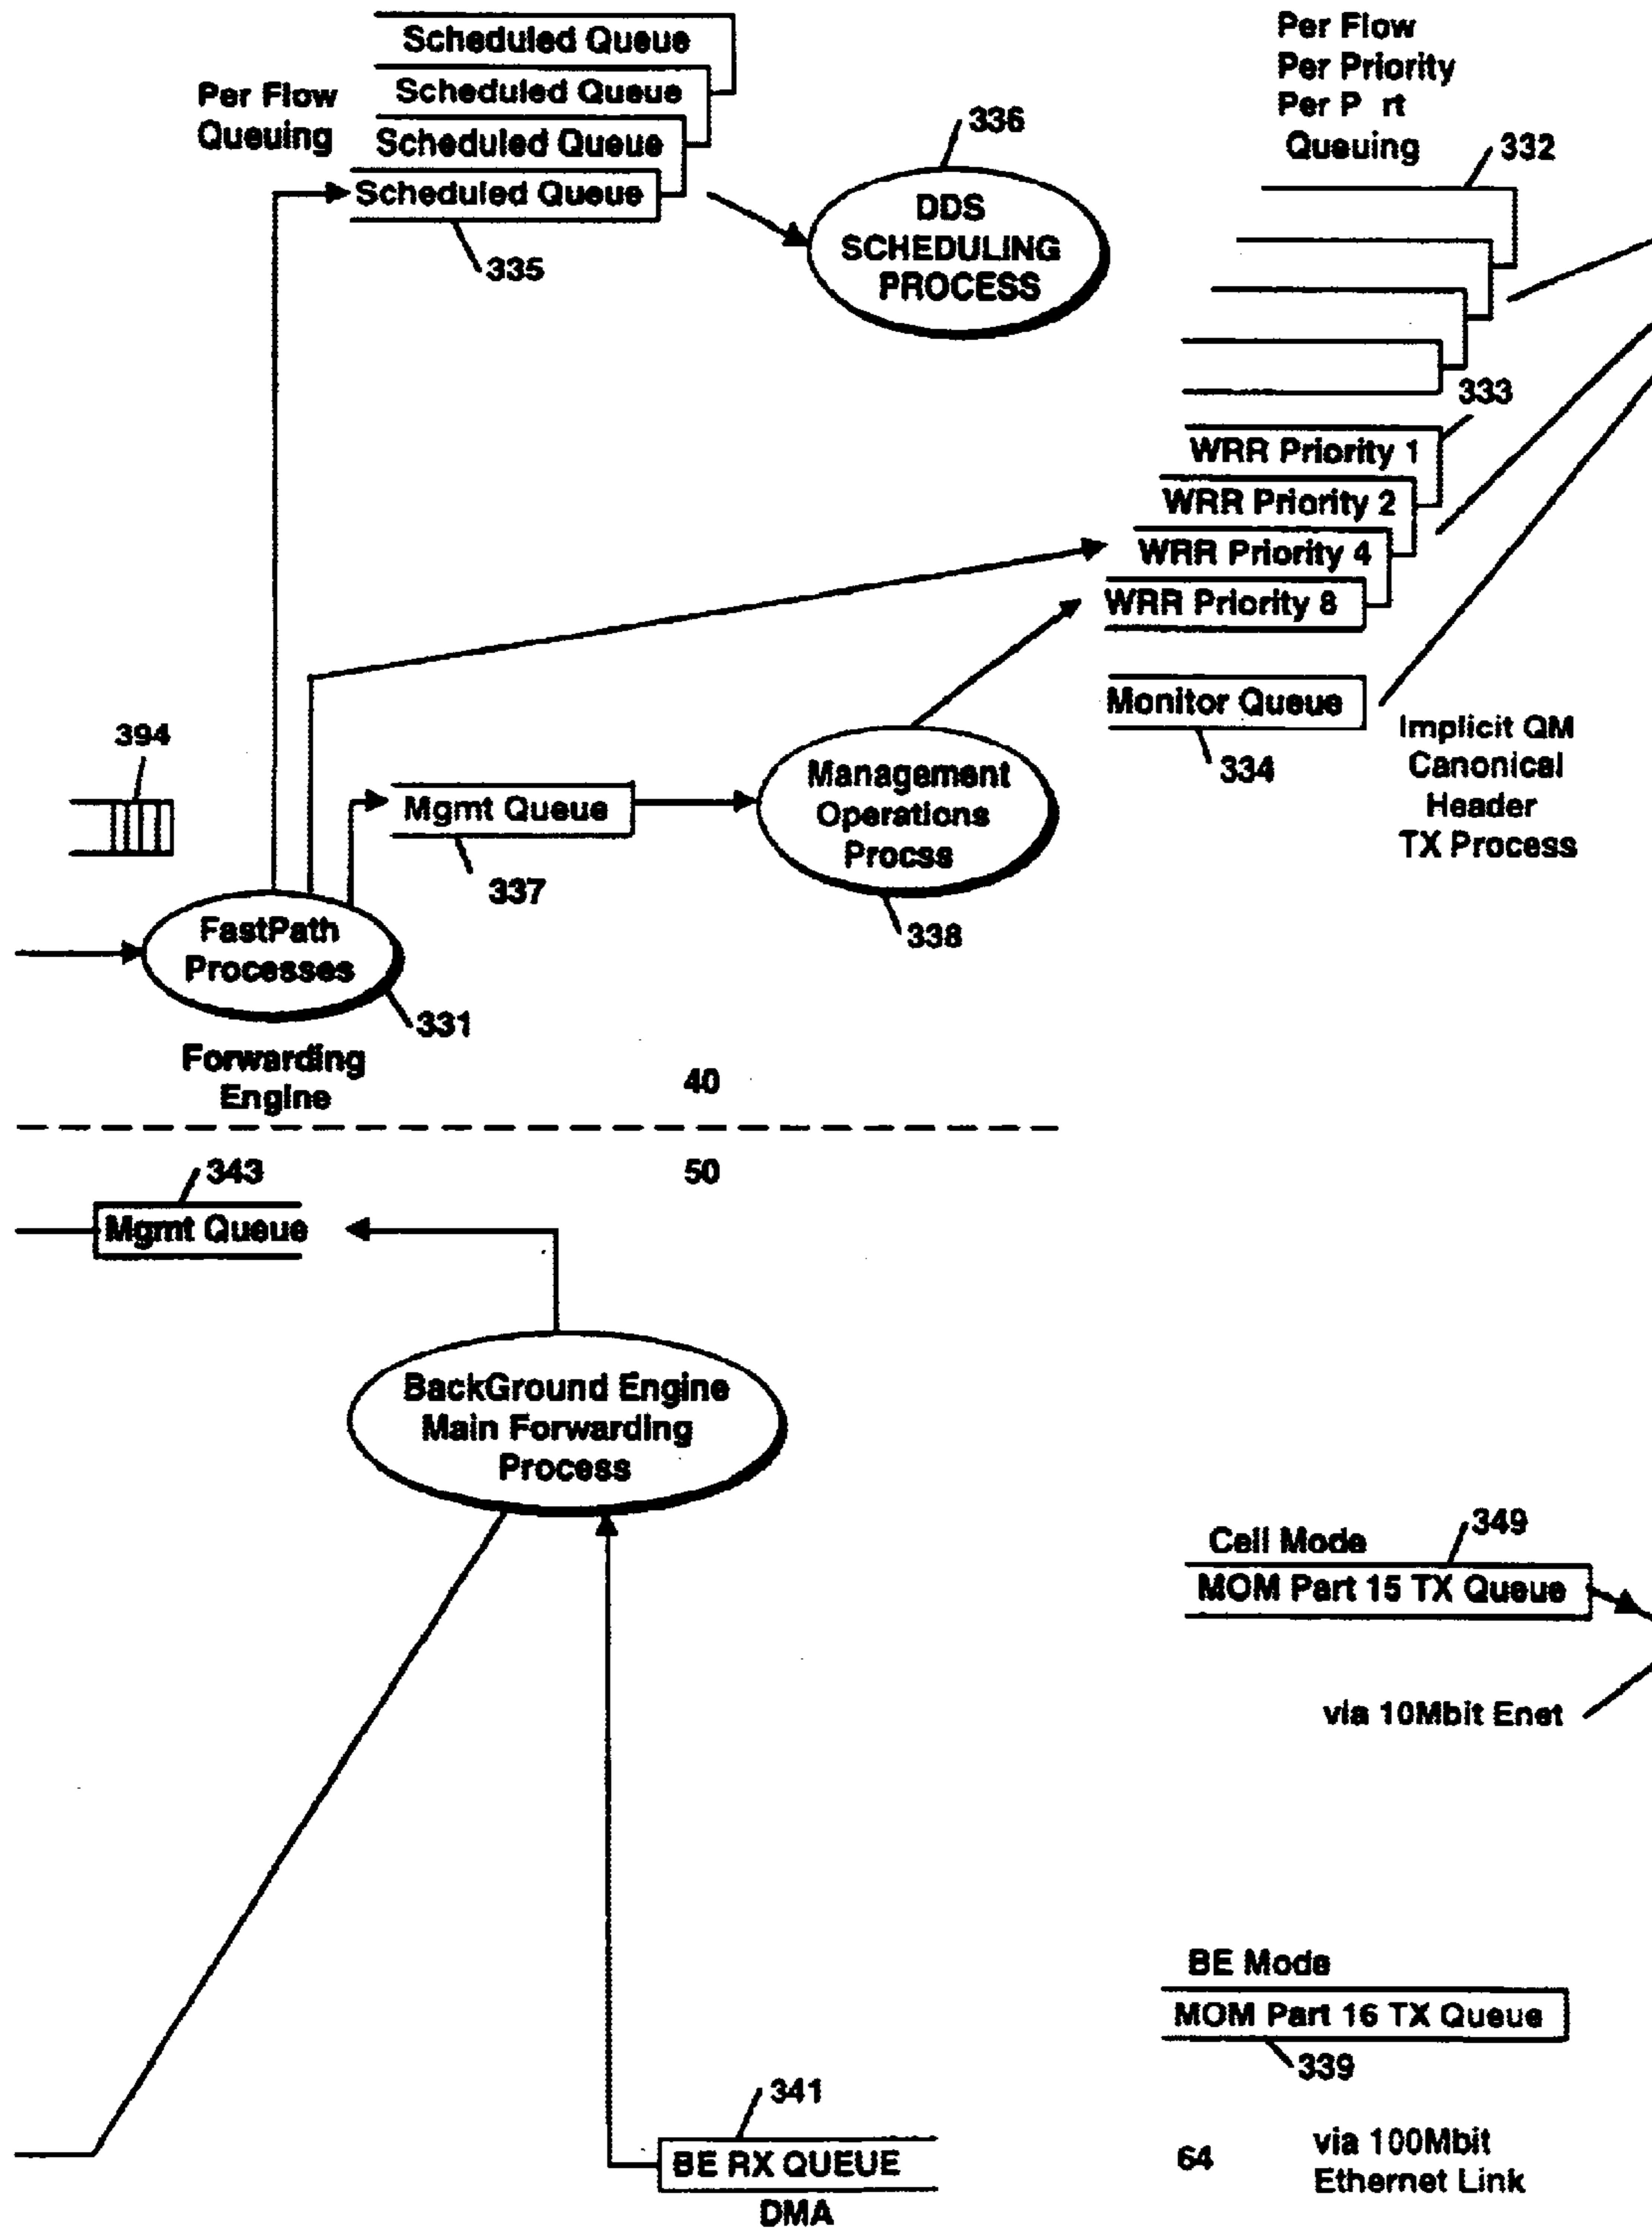 Scheduled Queue
Scheduled Queue
Scheduled Queue
Scheduled Queue
Per Flow
Queuing
335
336
DDS
SCHEDULING
PROCESS
Per Flow
Per Priority
Per P rt
Queuing
332
333
WRR Priority 1
WRR Priority 2
WRR Priority 4
WRR Priority 8
Monitor Queue
334
Implicit QM
Canonical
Header
TX Process
394
Mgmt Queue
337
Management
Operations
Procss
338
FastPath
Processes
331
Forwarding
Engine
40
50
343
Mgmt Queue
BackGround Engine
Main Forwarding
Process
Cell Mode
349
MOM Part 15 TX Queue
via 10Mbit Enet
BE Mode
MOM Part 16 TX Queue
339
341
BE RX QUEUE
DMA
64
via 100Mbit
Ethernet Link